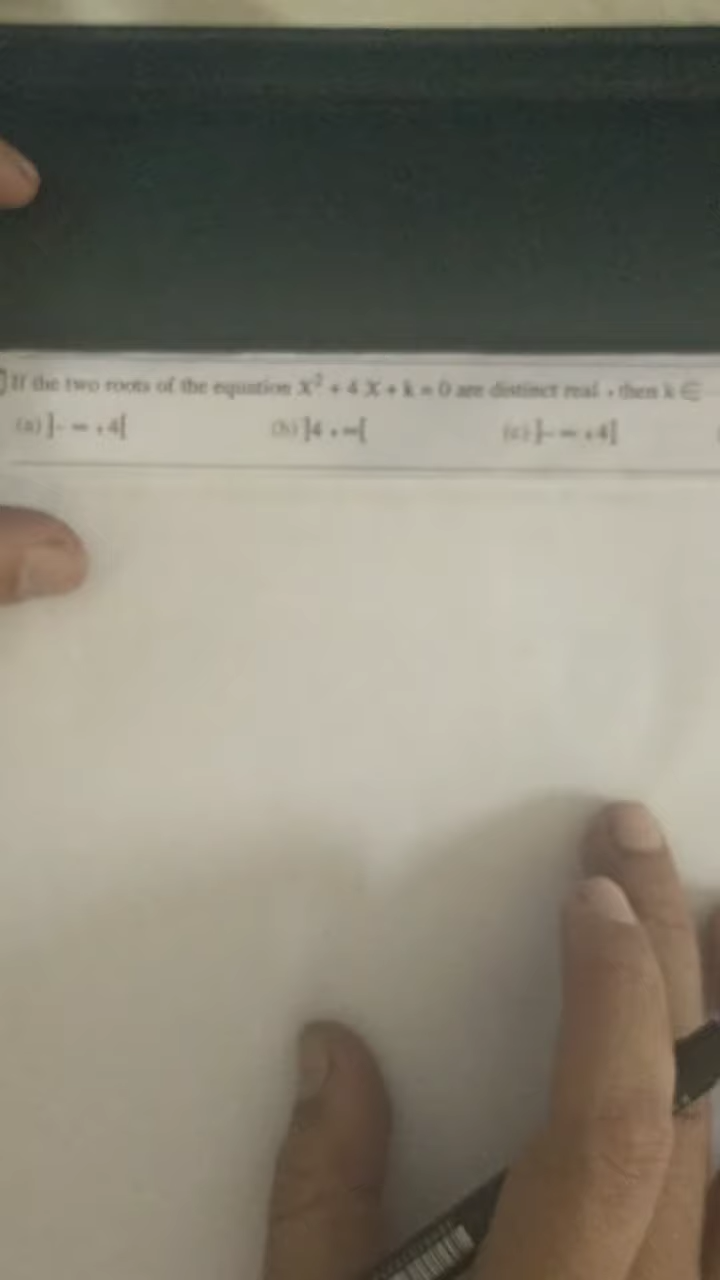 If the two roots of the equation X² + 4 X + k = 0 are distinct real , then k ∈
(a) ]- ∞ , 4[ (b) ]4 , ∞[ (c) ]- ∞ , 4]